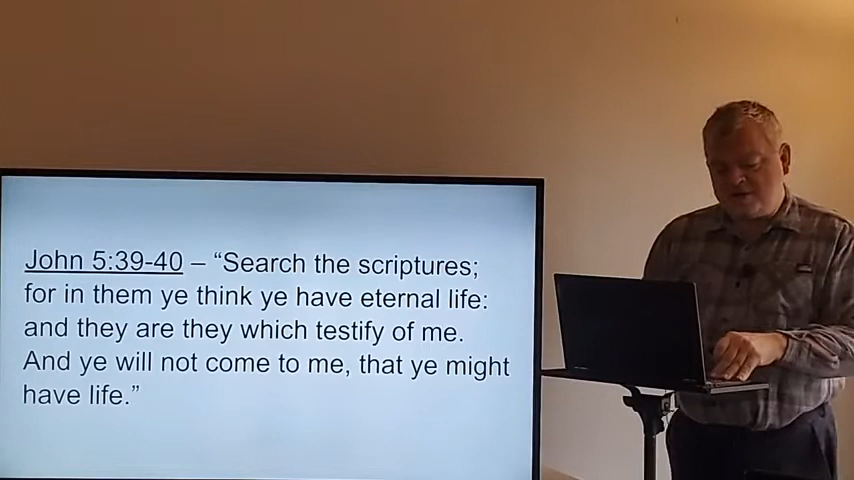 John 5:39-40 – “Search the scriptures;
for in them ye think ye have eternal life:
and they are they which testify of me.
And ye will not come to me, that ye might
have life.”